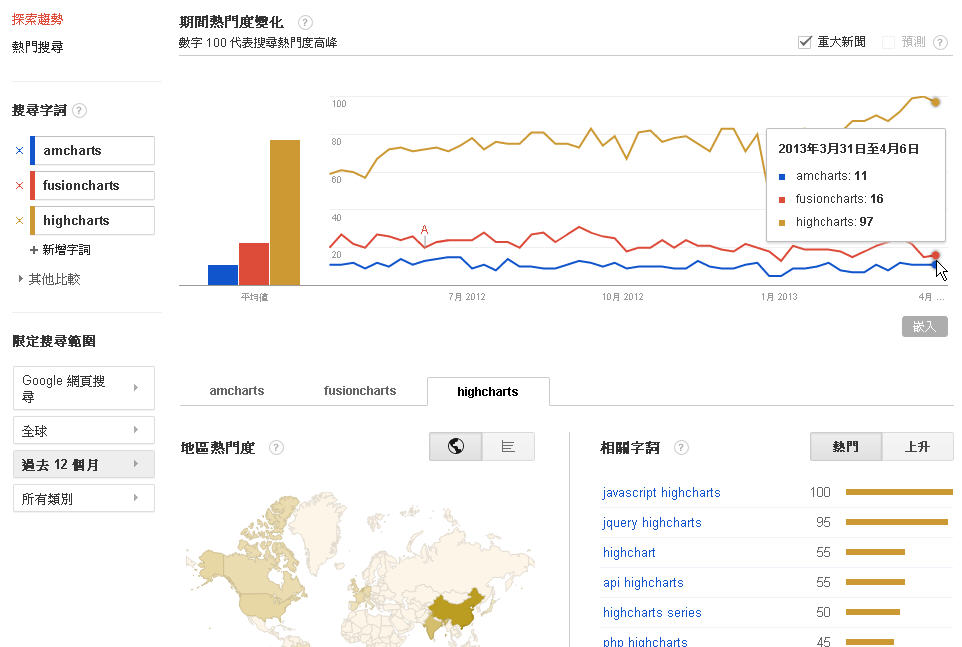 探索趨勢
熱門搜尋
搜尋字詞 ?
× amcharts
× fusioncharts
× highcharts
+ 新增字詞
其他比較
限定搜尋範圍
Google 網頁搜
尋
全球
過去 12 個月
所有類別
期間熱門度變化 ?
數字 100 代表搜尋熱門度高峰
重大新聞
預測 ?
100
80
60
40
20
A
2013年3月31日至4月6日
amcharts: 11
fusioncharts: 16
highcharts: 97
平均值
7月 2012
10月 2012
1月 2013
4月 ...
嵌入
amcharts
fusioncharts
highcharts
地區熱門度 ?
相關字詞 ?
熱門
上升
javascript highcharts 100
jquery highcharts 95
highchart 55
api highcharts 55
highcharts series 50
php highcharts 45